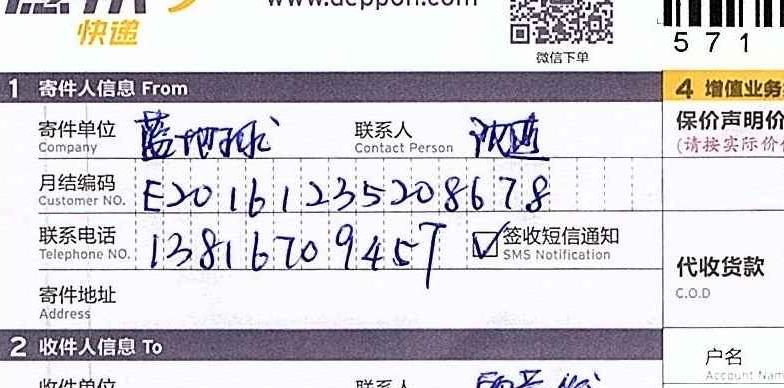 快递
www.deppon.com
微信下单
571
1 寄件人信息 From
4 增值业务
寄件单位 蓝地球 联系人
Company Contact Person
保价声明价
(请按实际价
月结编码 E20161235208678
Customer NO.
联系电话 13816709457 签收短信通知
Telephone NO. SMS Notification
代收货款
C.O.D
寄件地址
Address
2 收件人信息 To
户名
Account Nam
收件单位 联系人